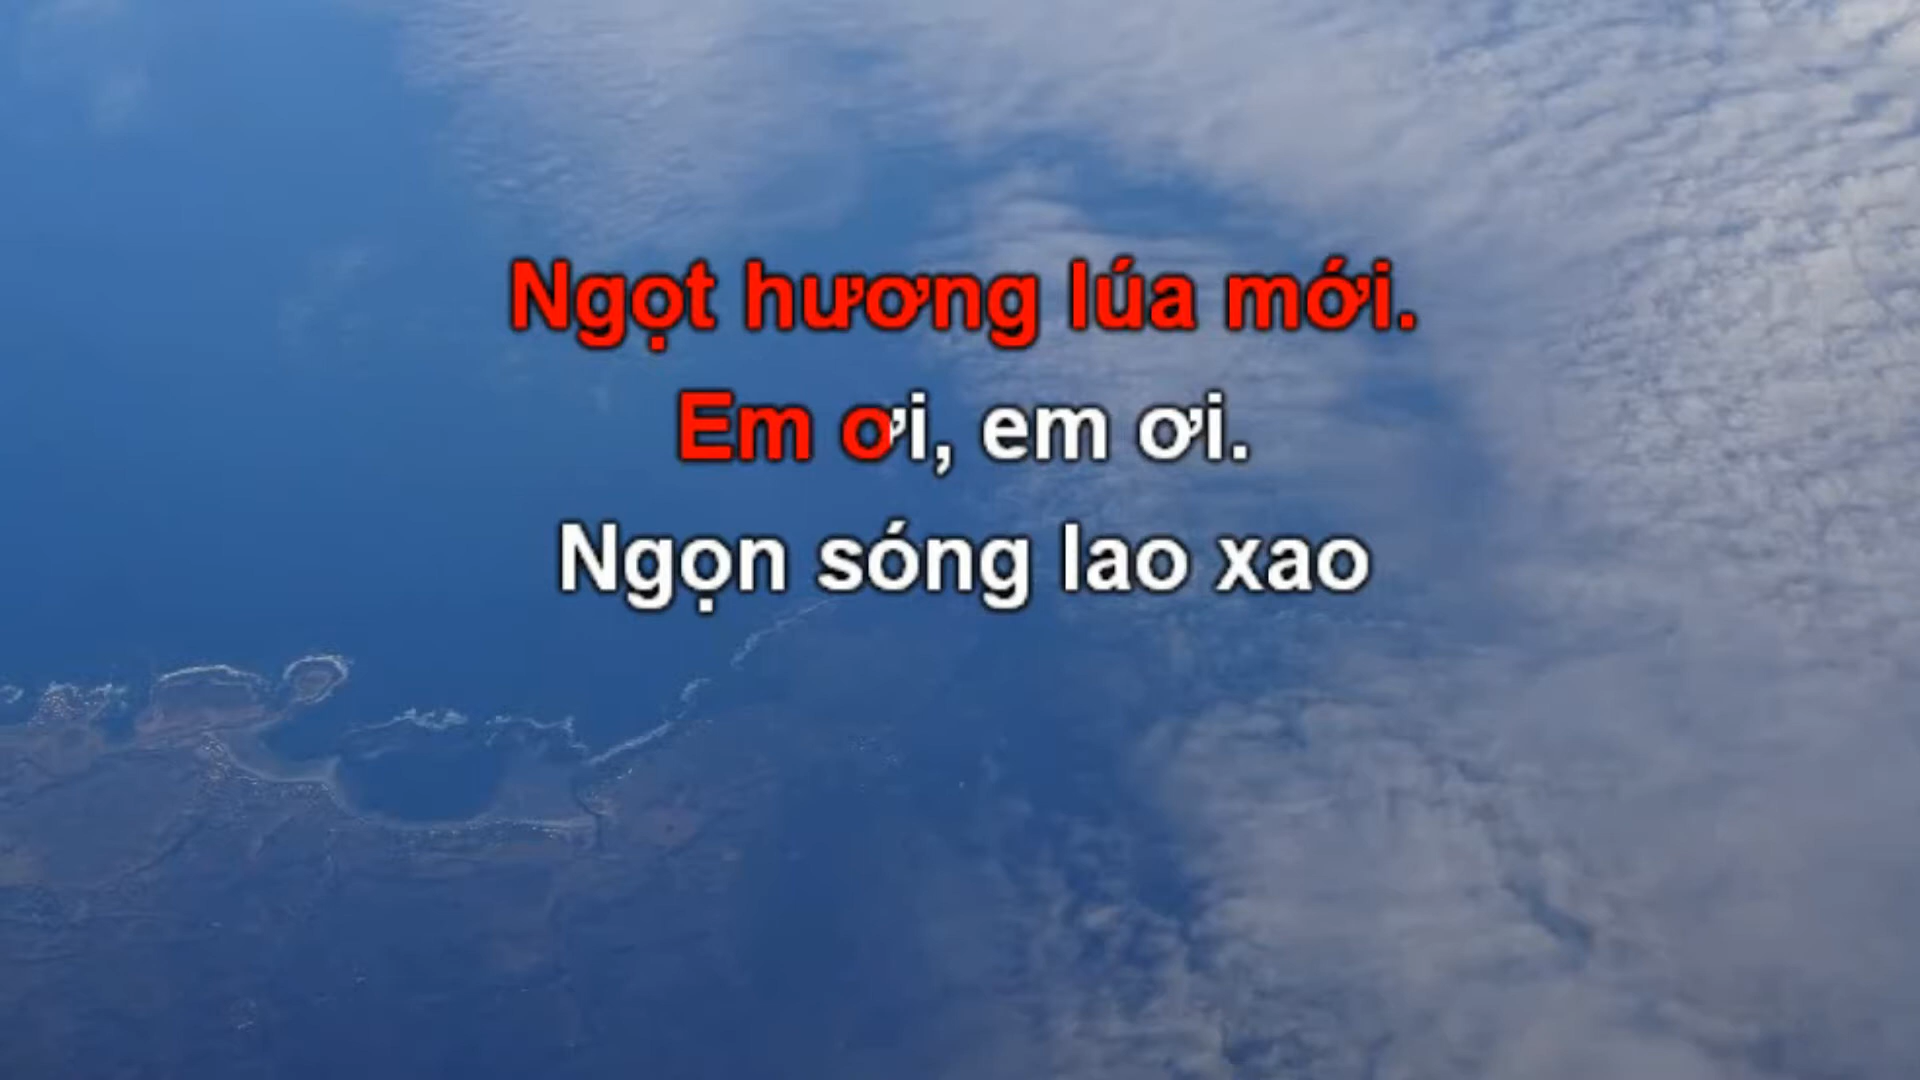 Ngọt hương lúa mới.
Em ơi, em ơi.
Ngọn sóng lao xao